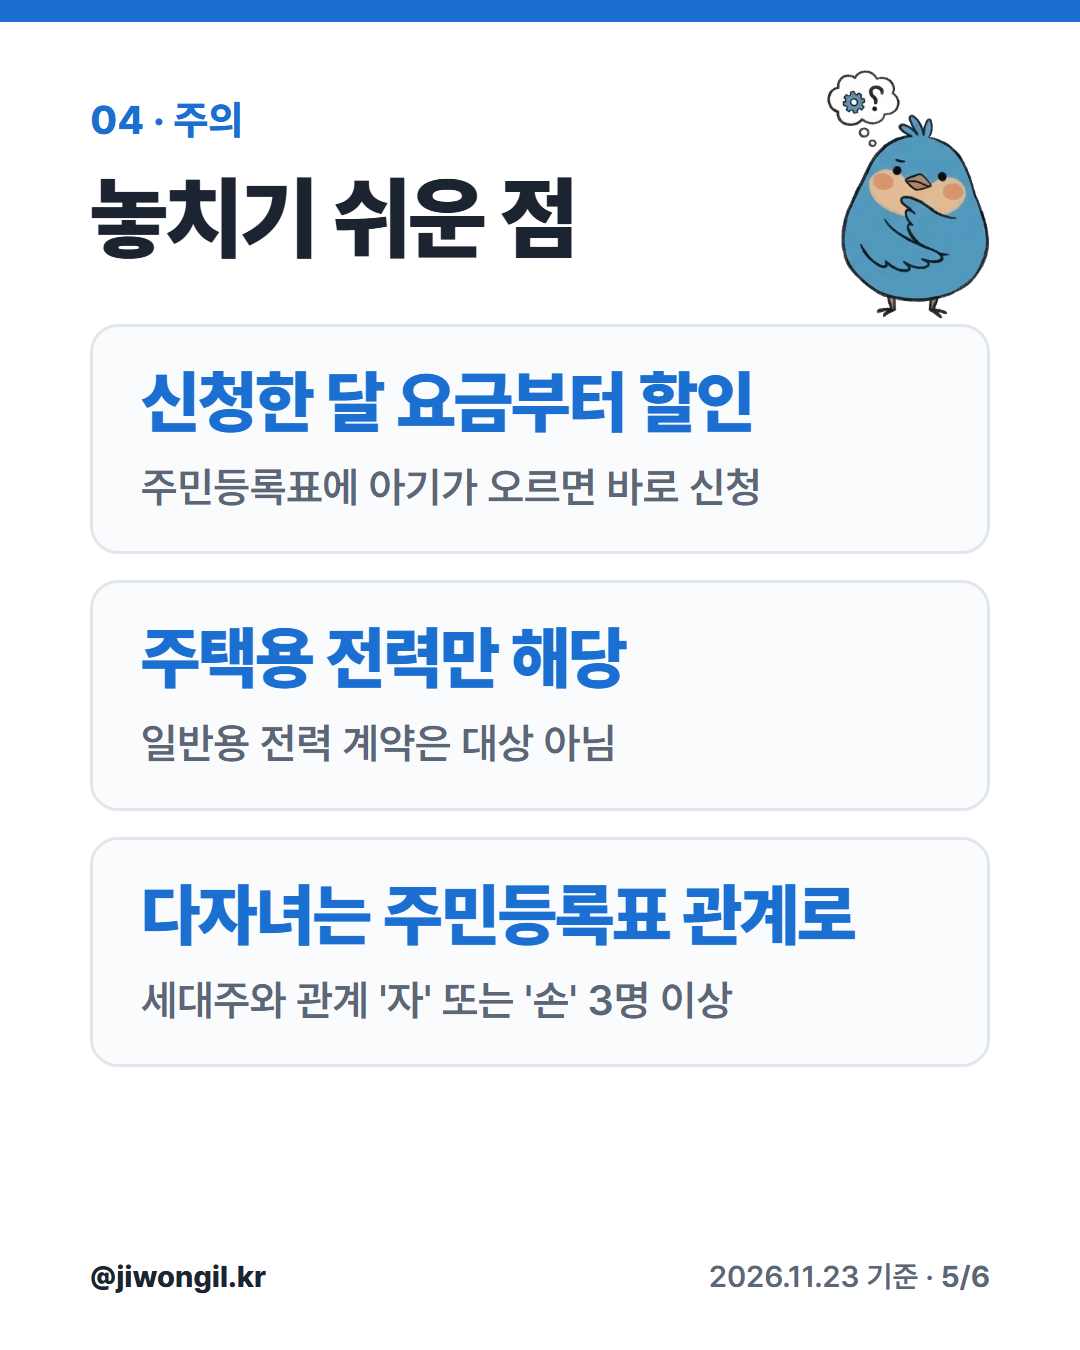 04 · 주의
놓치기 쉬운 점
신청한 달 요금부터 할인
주민등록표에 아기가 오르면 바로 신청
주택용 전력만 해당
일반용 전력 계약은 대상 아님
다자녀는 주민등록표 관계로
세대주와 관계 '자' 또는 '손' 3명 이상
@jiwongil.kr
2026.11.23 기준 · 5/6